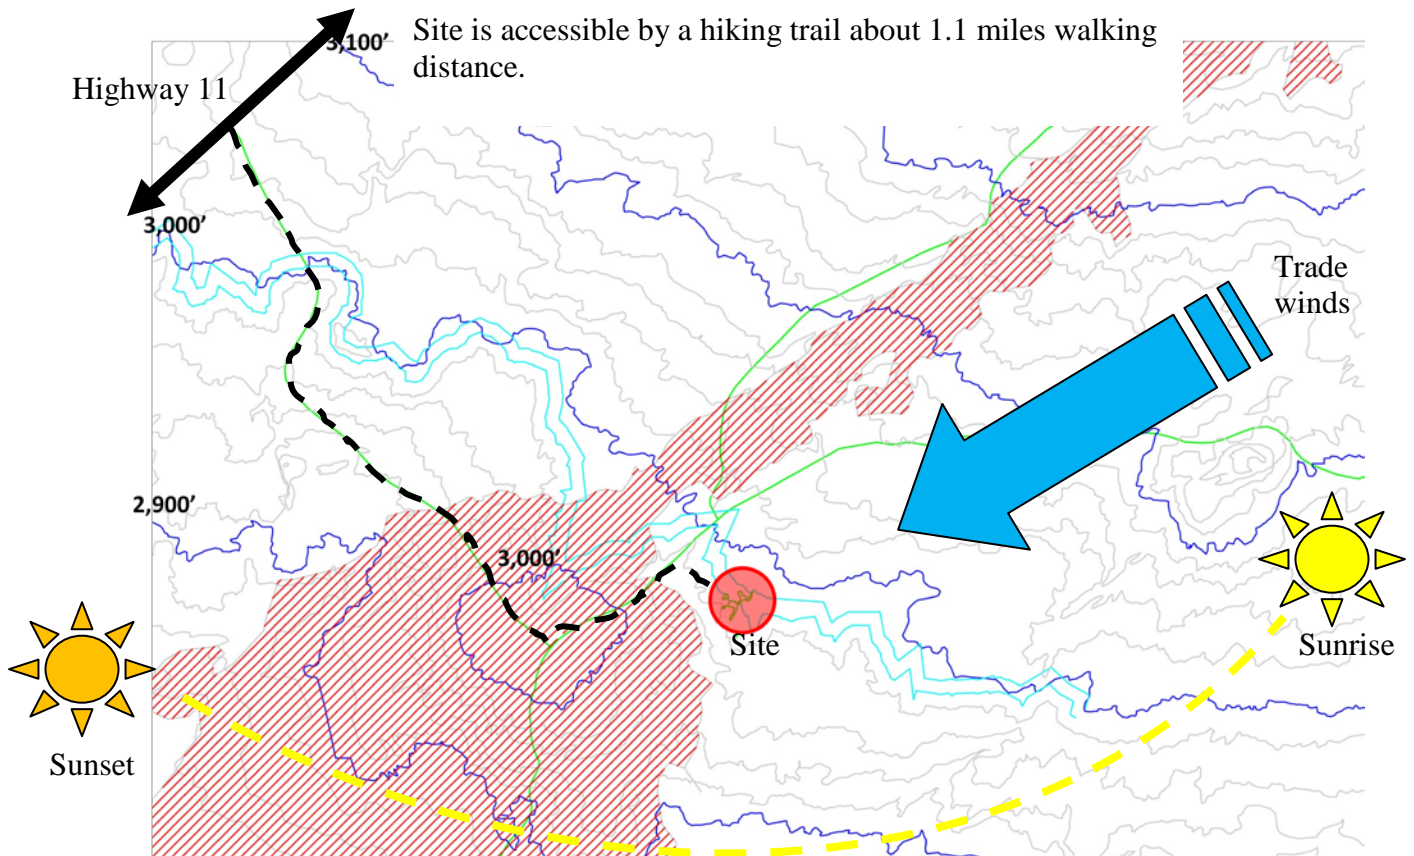 Site is accessible by a hiking trail about 1.1 miles walking
distance.
3,100’
Highway 11
3,000’
Trade
winds
2,900’
3,000’
Site
Sunrise
Sunset